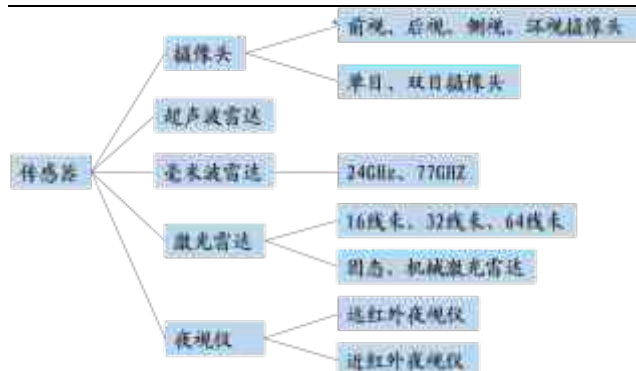 前视、后视、侧视、环视摄像头
摄像头
单目、双目摄像头
超声波雷达
传感器
毫米波雷达
24GHz、77GHZ
16线束、32线束、64线束
激光雷达
固态、机械激光雷达
远红外夜视仪
夜视仪
近红外夜视仪